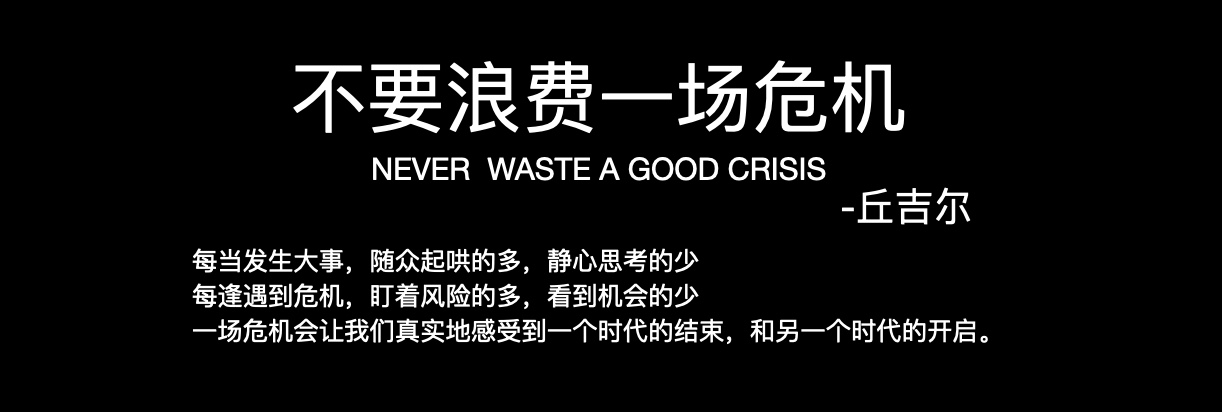 不要浪费一场危机
NEVER WASTE A GOOD CRISIS
-丘吉尔
每当发生大事，随众起哄的多，静心思考的少
每逢遇到危机，盯着风险的多，看到机会的少
一场危机会让我们真实地感受到一个时代的结束，和另一个时代的开启。